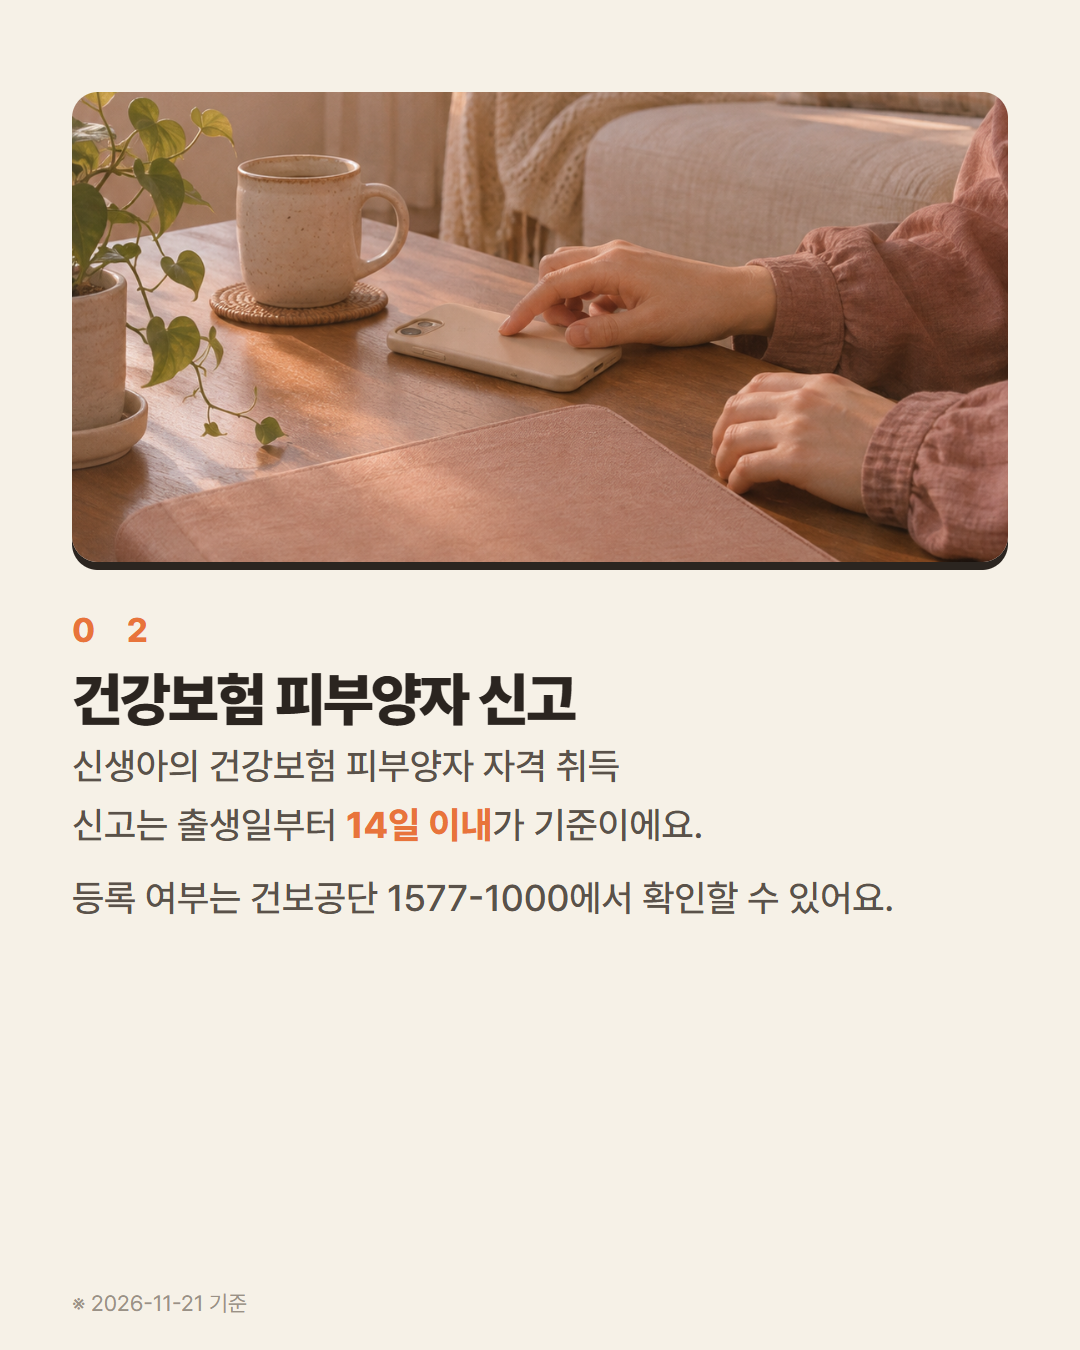 0 2
건강보험 피부양자 신고
신생아의 건강보험 피부양자 자격 취득
신고는 출생일부터 14일 이내가 기준이에요.
등록 여부는 건보공단 1577-1000에서 확인할 수 있어요.
※ 2026-11-21 기준